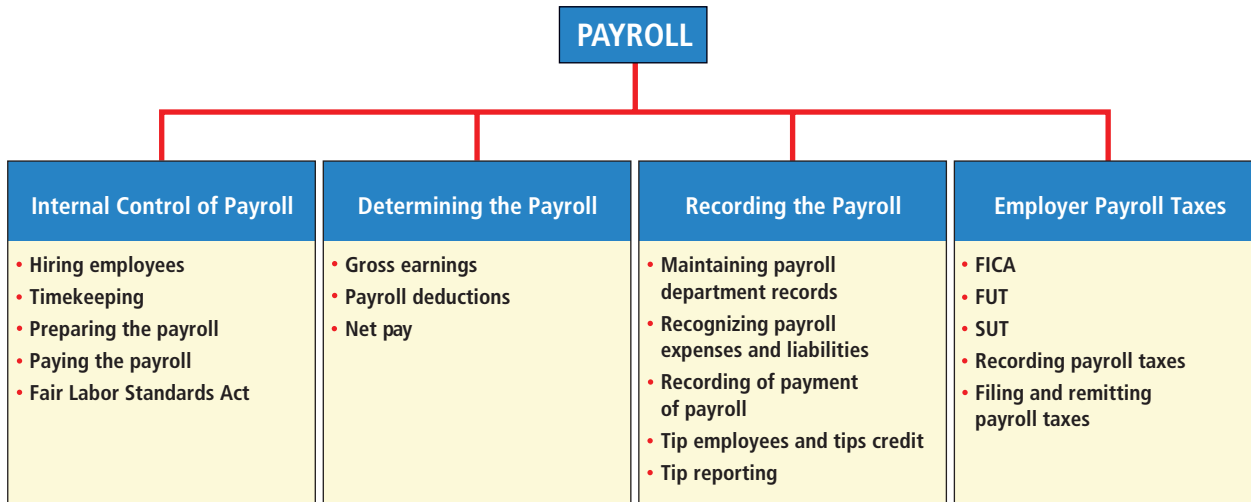 PAYROLL
Internal Control of Payroll
• Hiring employees
• Timekeeping
• Preparing the payroll
• Paying the payroll
• Fair Labor Standards Act
Determining the Payroll
• Gross earnings
• Payroll deductions
• Net pay
Recording the Payroll
• Maintaining payroll
department records
• Recognizing payroll
expenses and liabilities
• Recording of payment
of payroll
• Tip employees and tips credit
• Tip reporting
Employer Payroll Taxes
• FICA
• FUT
• SUT
• Recording payroll taxes
• Filing and remitting
payroll taxes